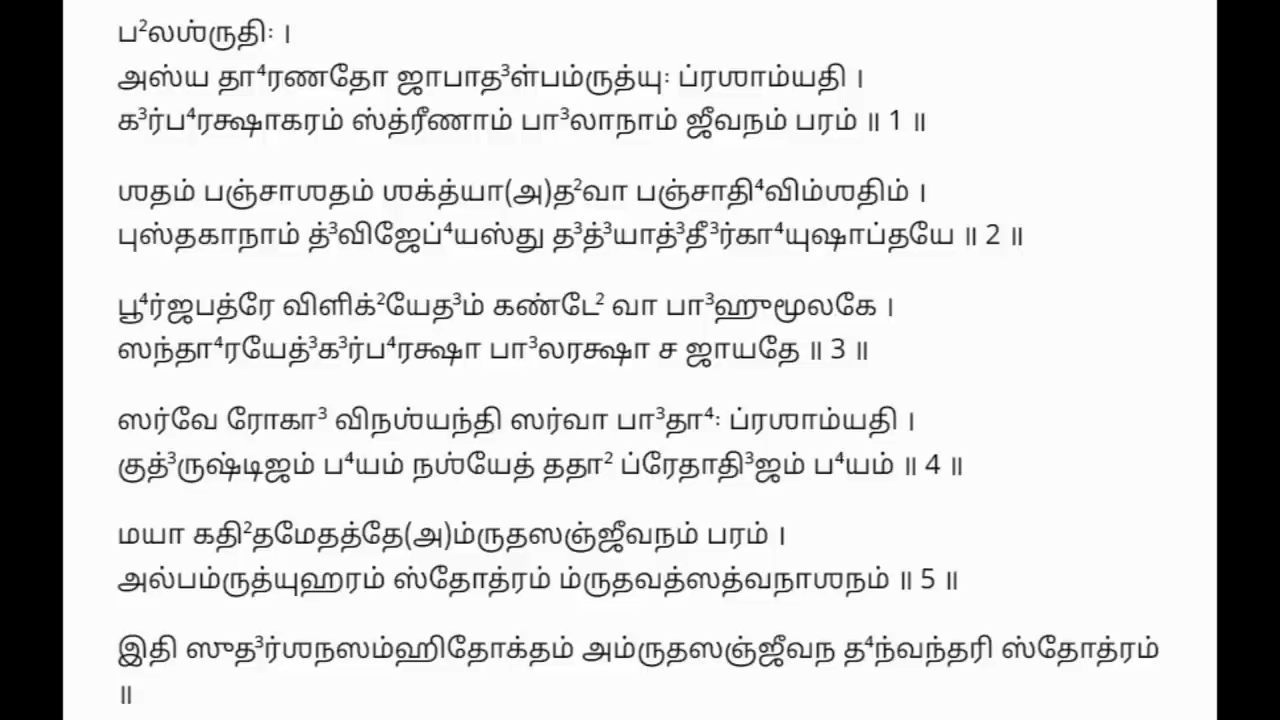 ப²லஶ்ருதி꞉ ।
அஸ்ய தா⁴ரணதோ ஜாபாத³ள்பம்ருத்யு꞉ ப்ரஶாம்யதி ।
க³ர்ப⁴ரக்ஷாகரம் ஸ்த்ரீணாம் பா³லாநாம் ஜீவநம் பரம் ॥ 1 ॥
ஶதம் பஞ்சாஶதம் ஶக்த்யா(அ)த²வா பஞ்சாதி⁴விம்ஶதிம் ।
புஸ்தகாநாம் த்³விஜேப்⁴யஸ்து த³த்³யாத்³தீ³ர்கா⁴யுஷாப்தயே ॥ 2 ॥
பூ⁴ர்ஜபத்ரே விளிக்²யேத³ம் கண்டே² வா பா³ஹுமூலகே ।
ஸந்தா⁴ரயேத்³க³ர்ப⁴ரக்ஷா பா³லரக்ஷா ச ஜாயதே ॥ 3 ॥
ஸர்வே ரோகா³ விநஶ்யந்தி ஸர்வா பா³தா⁴꞉ ப்ரஶாம்யதி ।
குத்³ருஷ்டிஜம் ப⁴யம் நஶ்யேத் ததா² ப்ரேதாதி³ஜம் ப⁴யம் ॥ 4 ॥
மயா கதி²தமேதத்தே(அ)ம்ருதஸஞ்ஜீவநம் பரம் ।
அல்பம்ருத்யுஹரம் ஸ்தோத்ரம் ம்ருதவத்ஸத்வநாஶநம் ॥ 5 ॥
இதி ஸுத³ர்ஶநஸம்ஹிதோக்தம் அம்ருதஸஞ்ஜீவந த⁴ந்வந்தரி ஸ்தோத்ரம்
॥